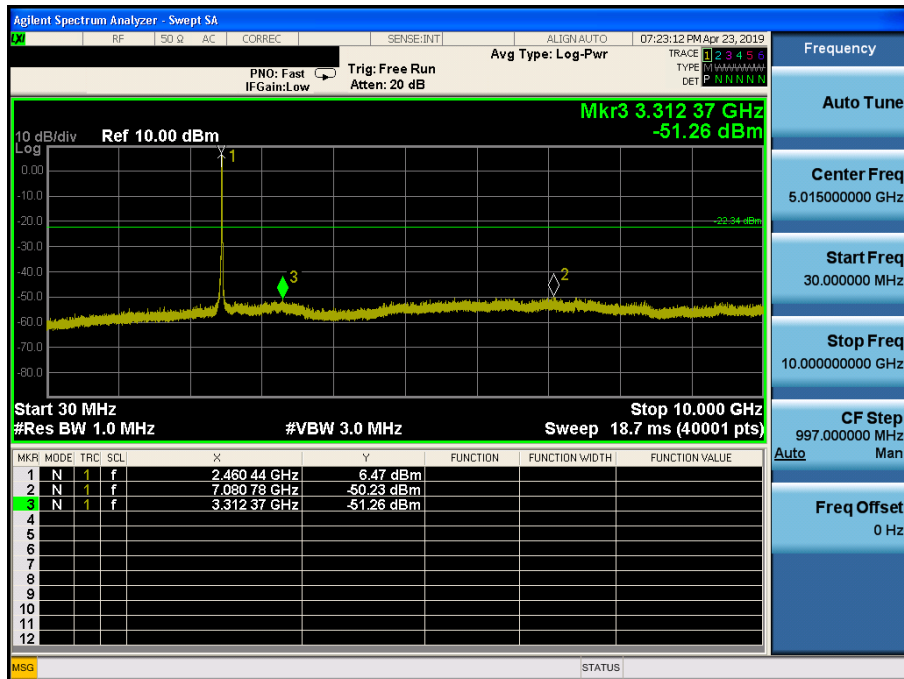 Agilent Spectrum Analyzer - Swept SA
LXI RF 50 Ω AC CORREC SENSE:INT ALIGN AUTO 07:23:12 PM Apr 23, 2019
PNO: Fast Trig: Free Run Avg Type: Log-Pwr TRACE 1 2 3 4 5 6
IFGain:Low Atten: 20 dB TYPE M WWWWW
DET P N N N N N
Frequency
Auto Tune
Center Freq
5.015000000 GHz
Start Freq
30.000000 MHz
Stop Freq
10.000000000 GHz
CF Step
997.000000 MHz
Auto Man
Freq Offset
0 Hz
Mkr3 3.312 37 GHz
-51.26 dBm
10 dB/div Ref 10.00 dBm
Log
1
0.00
-10.0
-20.0
-22.34 dBm
-30.0
-40.0
3
2
-50.0
-60.0
-70.0
-80.0
Start 30 MHz Stop 10.000 GHz
#Res BW 1.0 MHz #VBW 3.0 MHz Sweep 18.7 ms (40001 pts)
MKR MODE TRC SCL X Y FUNCTION FUNCTION WIDTH FUNCTION VALUE
1 N 1 f 2.460 44 GHz 6.47 dBm
2 N 1 f 7.080 78 GHz -50.23 dBm
3 N 1 f 3.312 37 GHz -51.26 dBm
4
5
6
7
8
9
10
11
12
MSG STATUS